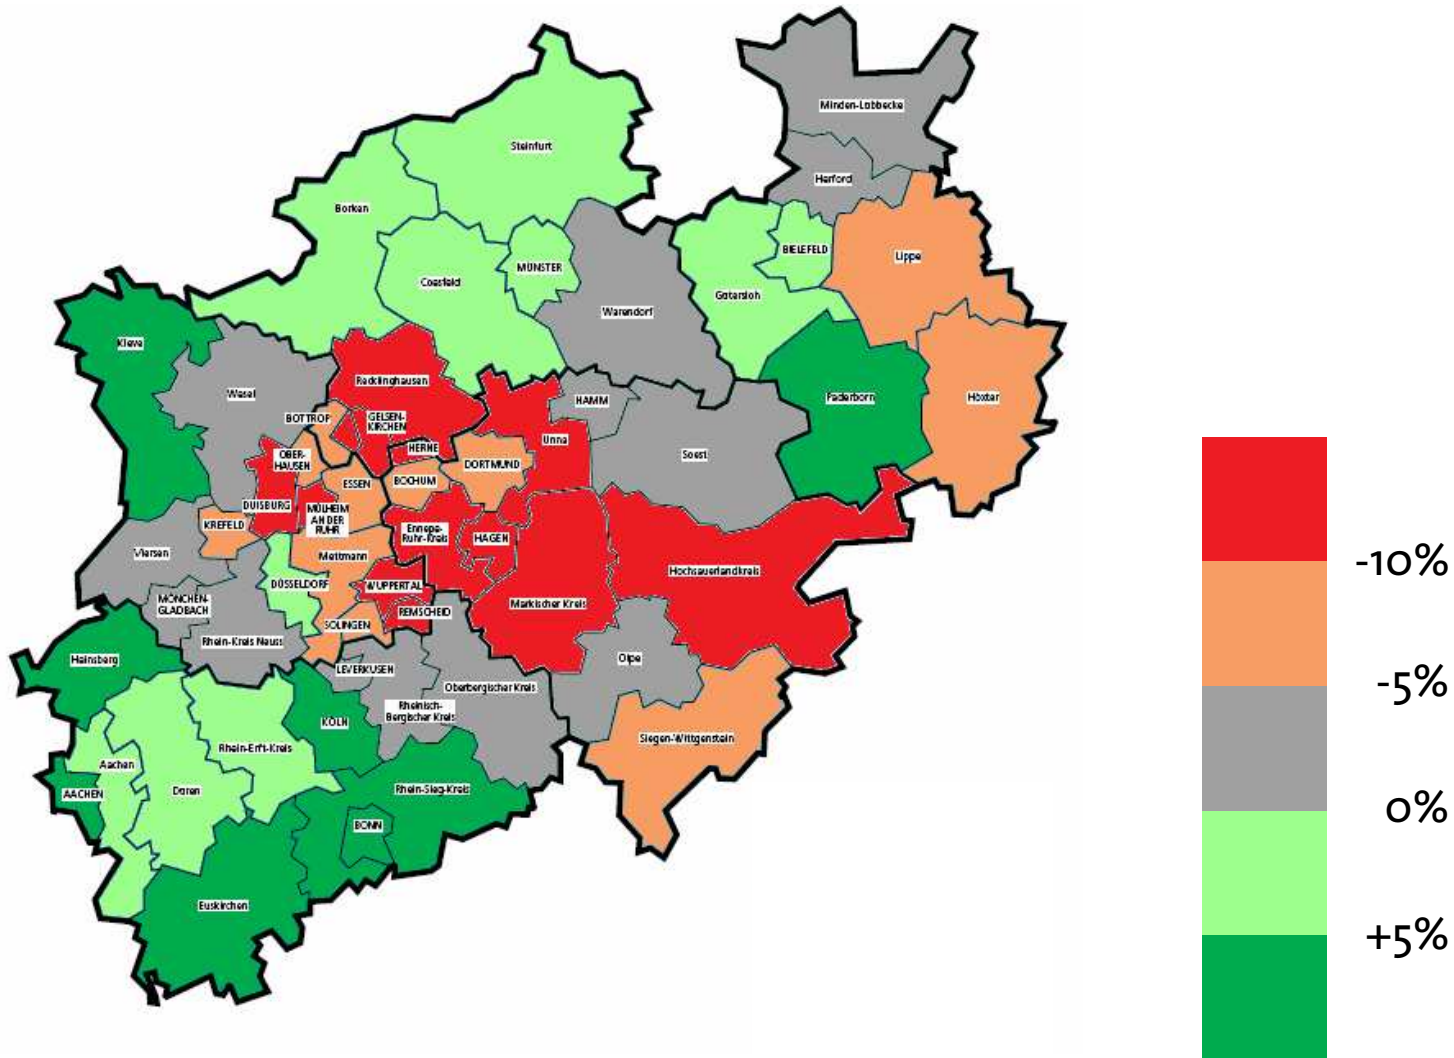 Minden-Lübbecke
Steinfurt
Herford
Borken
BIELEFELD
Lippe
MÜNSTER
Coesfeld
Gütersloh
Warendorf
Kleve
Recklinghausen
Wesel
HAMM
Paderborn
Höxter
BOTTROP
GELSEN-
KIRCHEN
Unna
HERNE
Soest
OBER-
HAUSEN
DORTMUND
ESSEN
BOCHUM
DUISBURG
MÜLHEIM
AN DER
RUHR
KREFELD
Ennepe-
Ruhr-Kreis
HAGEN
Viersen
Mettmann
Hochsauerlandkreis
DÜSSELDORF
WUPPERTAL
MÖNCHEN-
GLADBACH
REMSCHEID
Märkischer Kreis
SOLINGEN
Rhein-Kreis Neuss
Heinsberg
LEVERKUSEN
Olpe
Oberbergischer Kreis
Rheinisch-
Bergischer Kreis
KÖLN
Siegen-Wittgenstein
Rhein-Erft-Kreis
Aachen
AACHEN
Düren
Rhein-Sieg-Kreis
BONN
Euskirchen
-10%
-5%
0%
+5%